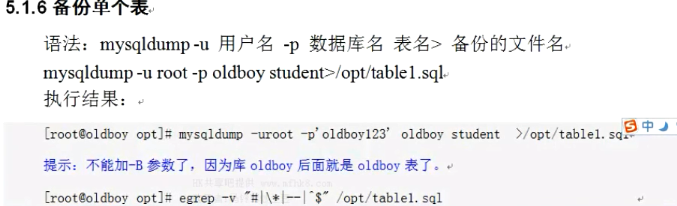 5.1.6 备份单个表
语法：mysqldump -u 用户名 -p 数据库名 表名> 备份的文件名
mysqldump -u root -p oldboy student>/opt/table1.sql
执行结果：
[root@oldboy opt]# mysqldump -uroot -p'oldboy123' oldboy student >/opt/table1.sql
中
提示：不能加-B 参数了，因为库 oldboy 后面就是 oldboy 表了。
[root@oldboy opt]# egrep -v "#|\*|--|^$" /opt/table1.sql